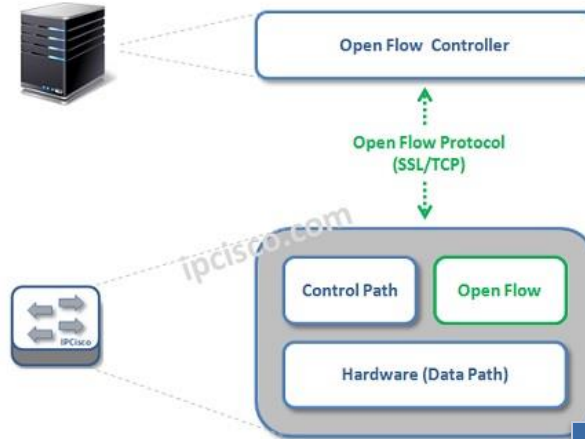 Open Flow Controller
Open Flow Protocol
(SSL/TCP)
ipcisco.com
Control Path
Open Flow
IPCisco
Hardware (Data Path)